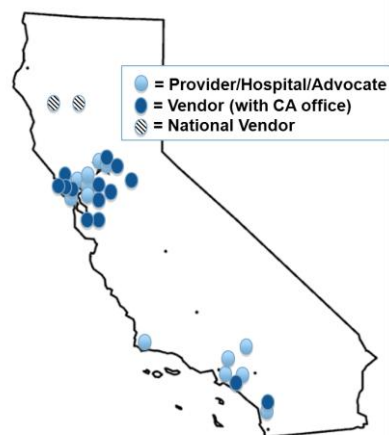 = Provider/Hospital/Advocate
= Vendor (with CA office)
= National Vendor